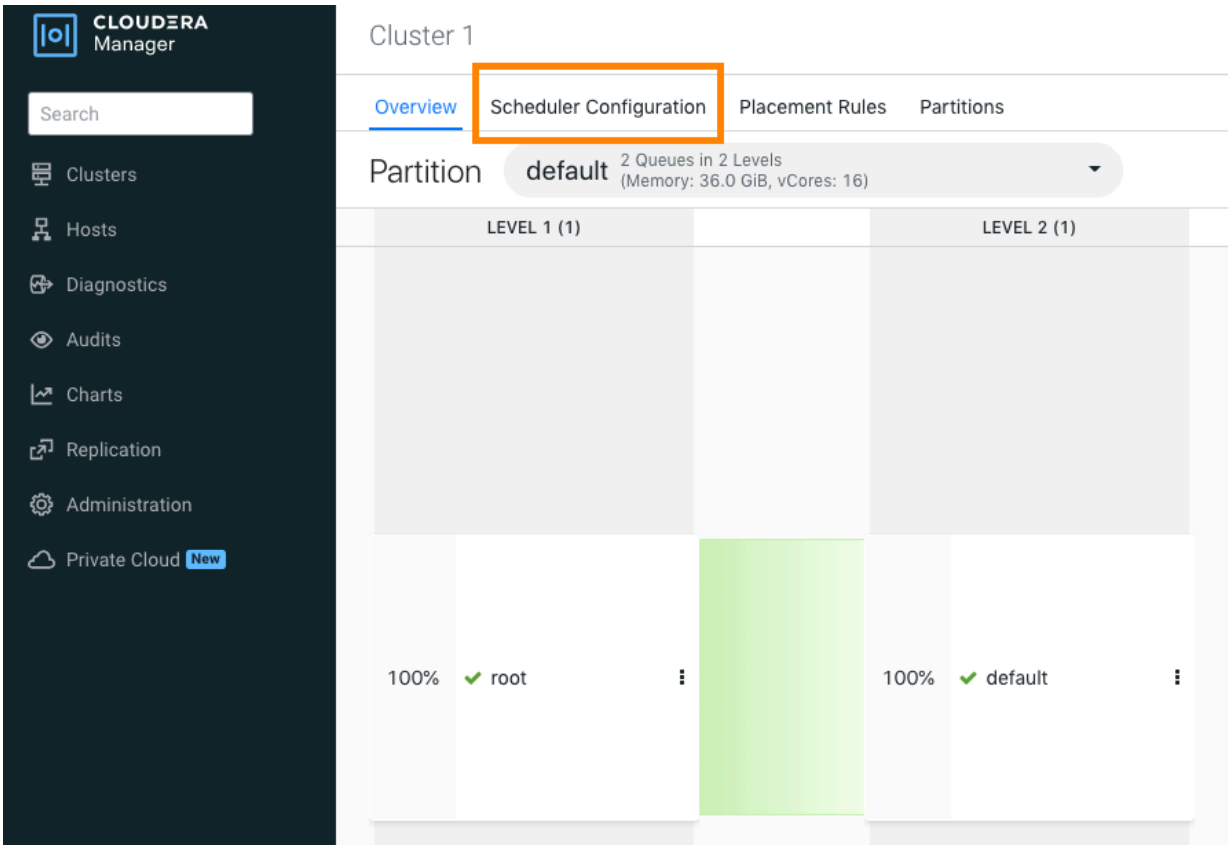 CLOUDERA
Manager
Search
Clusters
Hosts
Diagnostics
Audits
Charts
Replication
Administration
Private Cloud New
Cluster 1
Overview Scheduler Configuration Placement Rules Partitions
Partition default 2 Queues in 2 Levels
(Memory: 36.0 GiB, vCores: 16)
LEVEL 1 (1) LEVEL 2 (1)
100% root 100% default